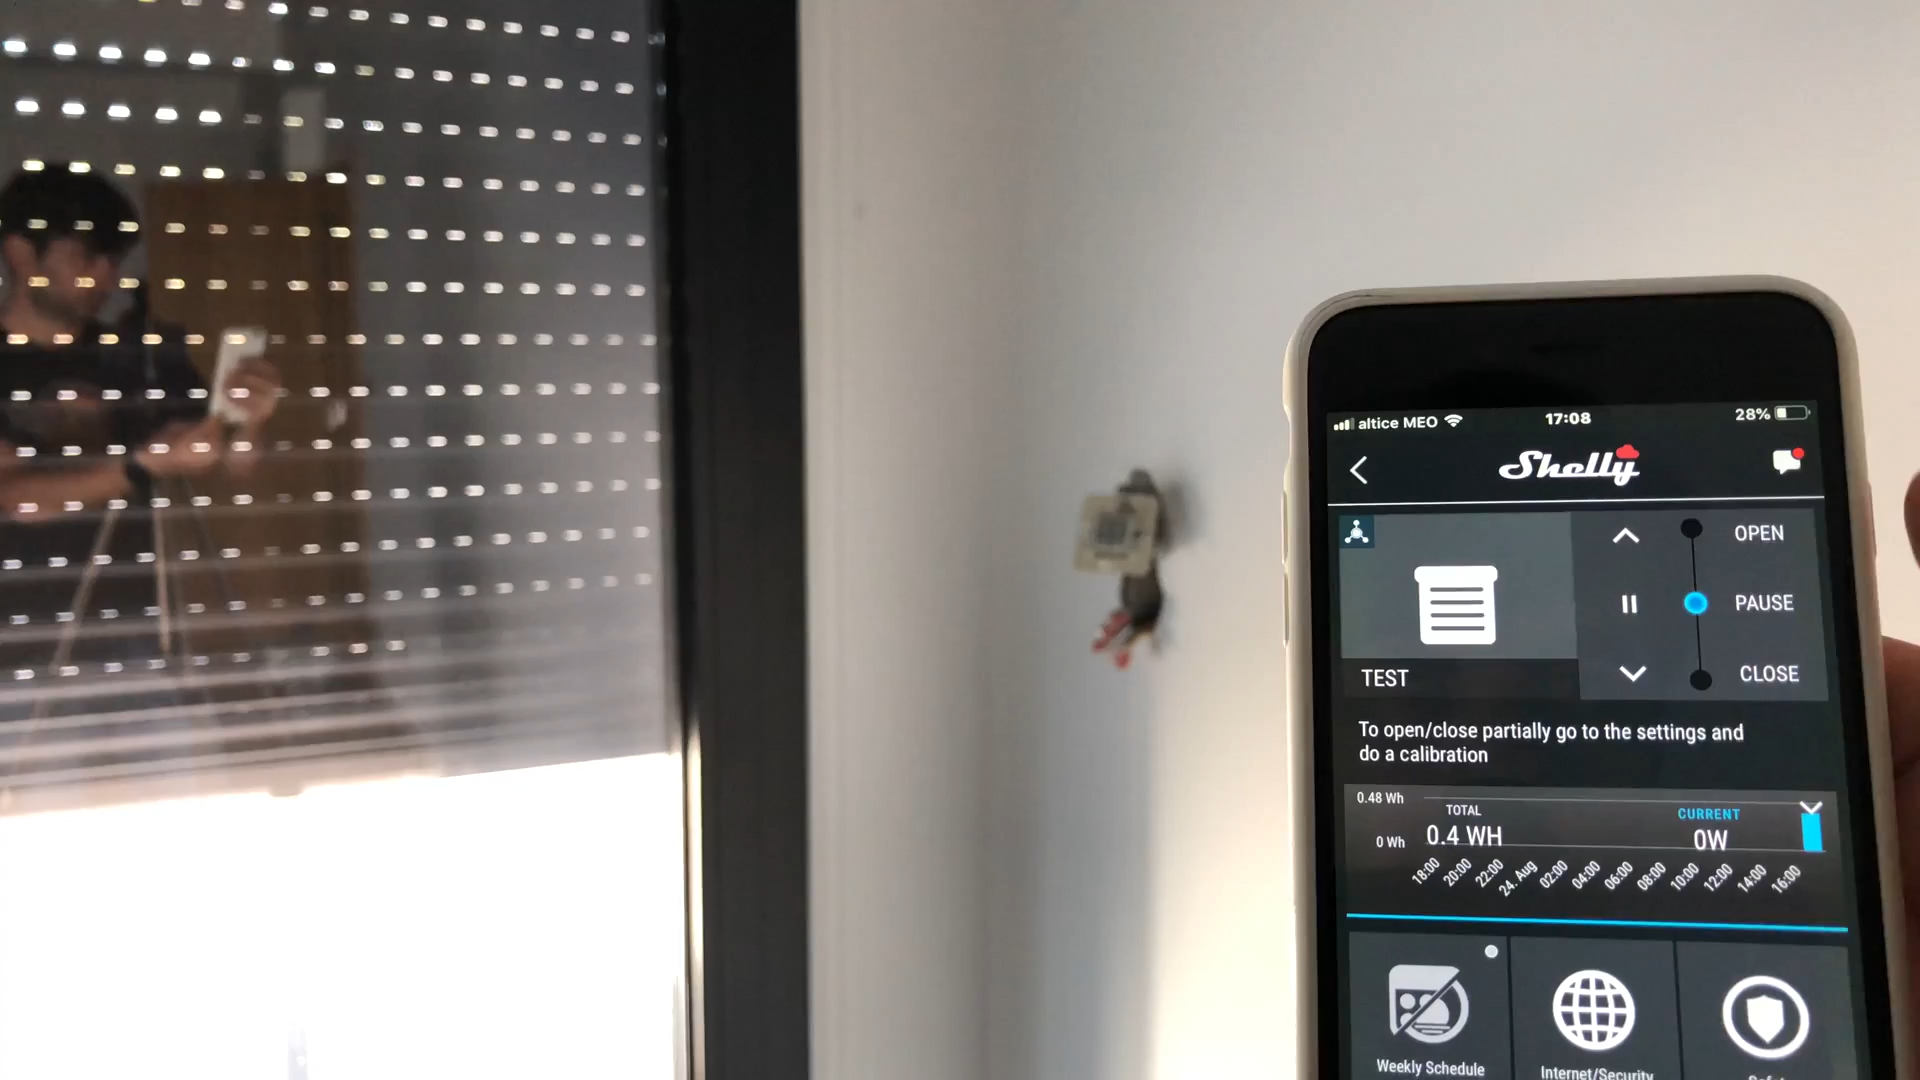 altice MEO 17:08 28%
Shelly
OPEN
PAUSE
CLOSE
TEST
To open/close partially go to the settings and
do a calibration
0.48 Wh
TOTAL CURRENT
0 Wh 0.4 WH 0W
18:00 20:00 22:00 24. Aug 02:00 04:00 06:00 08:00 10:00 12:00 14:00 16:00
Weekly Schedule Internet/Security